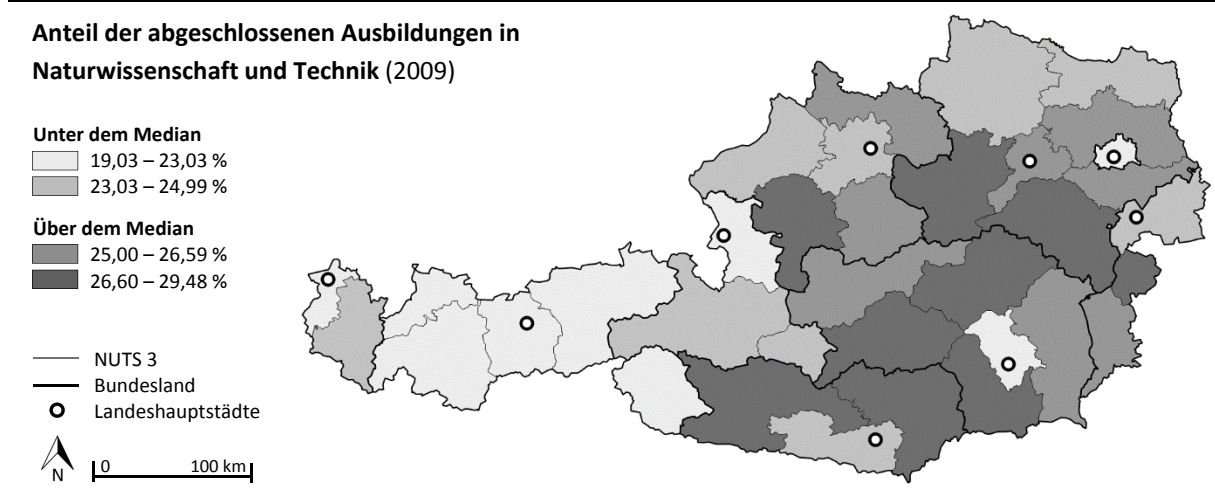 Anteil der abgeschlossenen Ausbildungen in
Naturwissenschaft und Technik (2009)
Unter dem Median
19,03 – 23,03 %
23,03 – 24,99 %
Über dem Median
25,00 – 26,59 %
26,60 – 29,48 %
NUTS 3
Bundesland
Landeshauptstädte
N
0 100 km